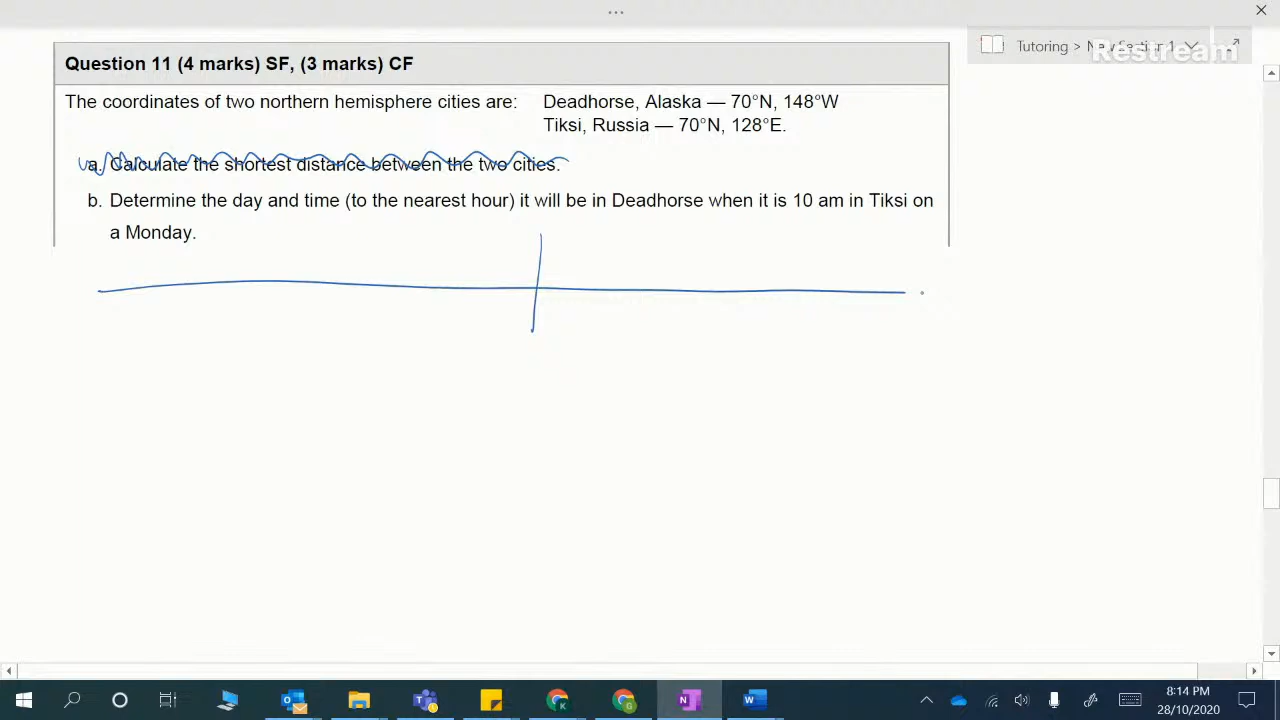 Tutoring > New Section 1
Restream
Question 11 (4 marks) SF, (3 marks) CF
The coordinates of two northern hemisphere cities are: Deadhorse, Alaska — 70°N, 148°W
Tiksi, Russia — 70°N, 128°E.
a. Calculate the shortest distance between the two cities.
b. Determine the day and time (to the nearest hour) it will be in Deadhorse when it is 10 am in Tiksi on
a Monday.
8:14 PM
28/10/2020